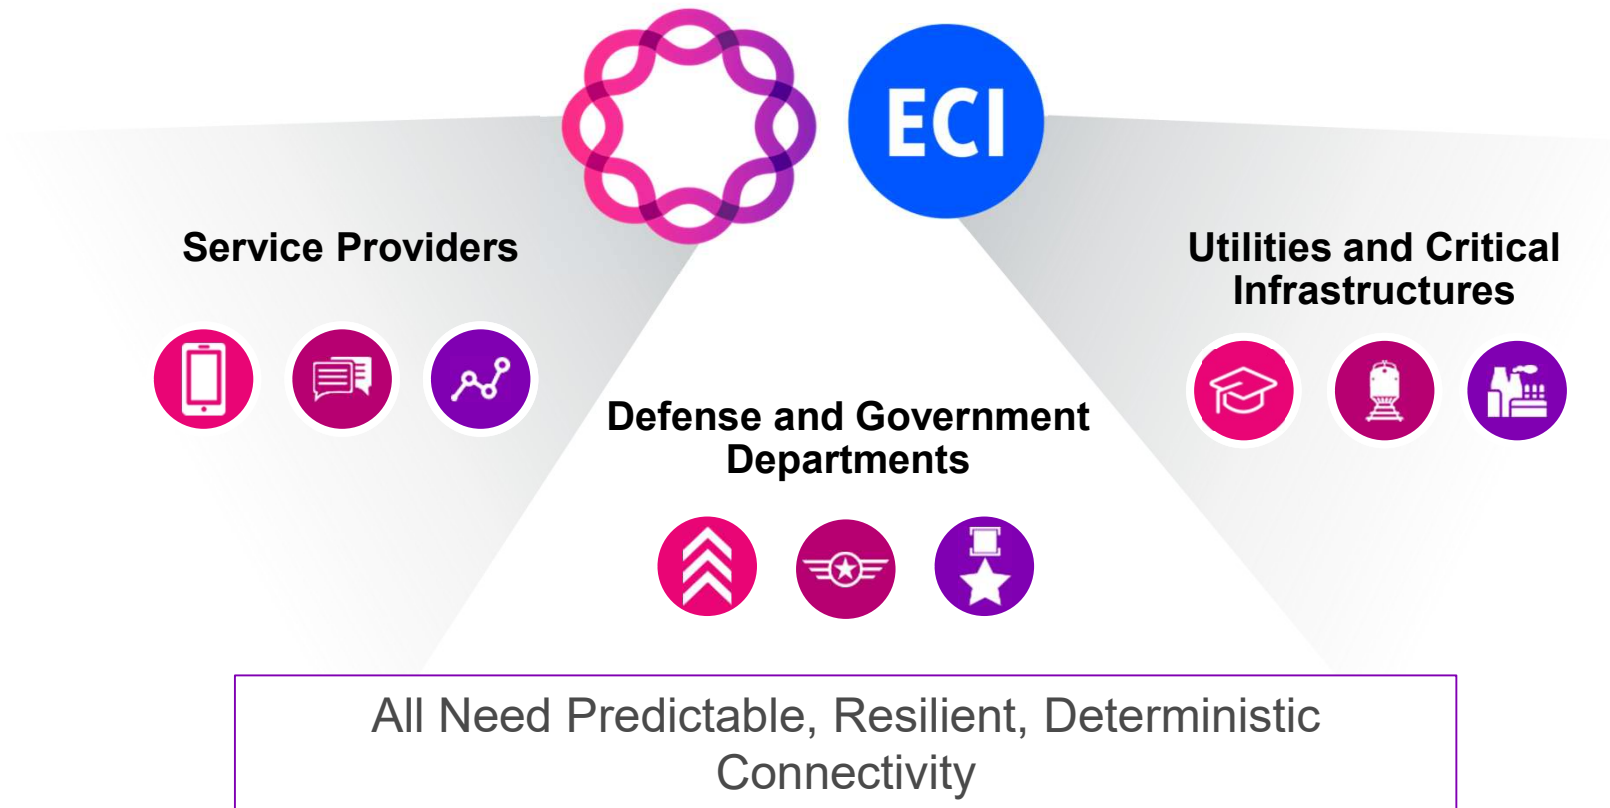 ECI
Service Providers
Utilities and Critical
Infrastructures
Defense and Government
Departments
All Need Predictable, Resilient, Deterministic
Connectivity